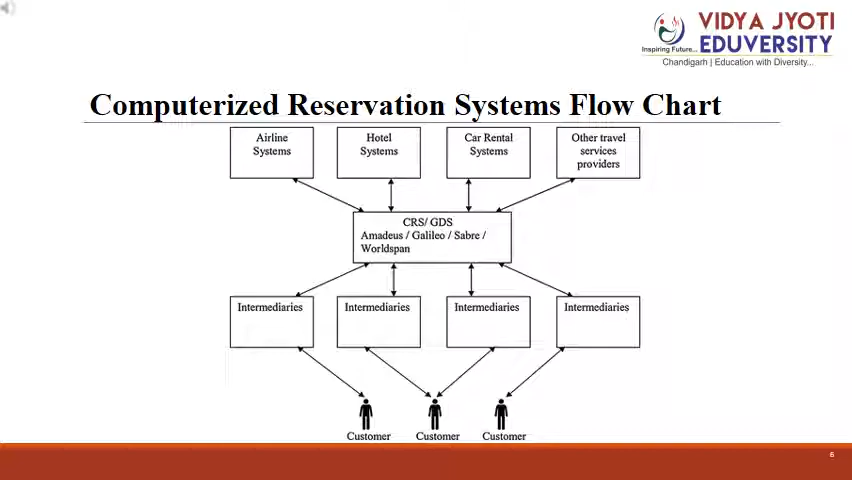 VIDYA JYOTI
EDUVERSITY
Inspiring Future...
Chandigarh | Education with Diversity...
Computerized Reservation Systems Flow Chart
Airline
Systems
Hotel
Systems
Car Rental
Systems
Other travel
services
providers
CRS/ GDS
Amadeus / Galileo / Sabre /
Worldspan
Intermediaries
Intermediaries
Intermediaries
Intermediaries
Customer
Customer
Customer
6